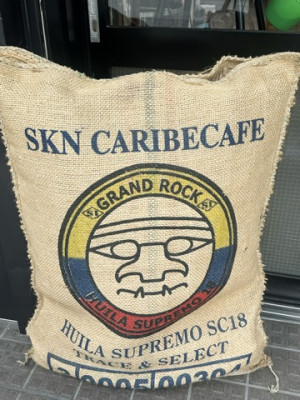 SKN CARIBECAFE
GRAND ROCK
HUILA SUPREMO
HUILA SUPREMO SC18
TRACE & SELECT